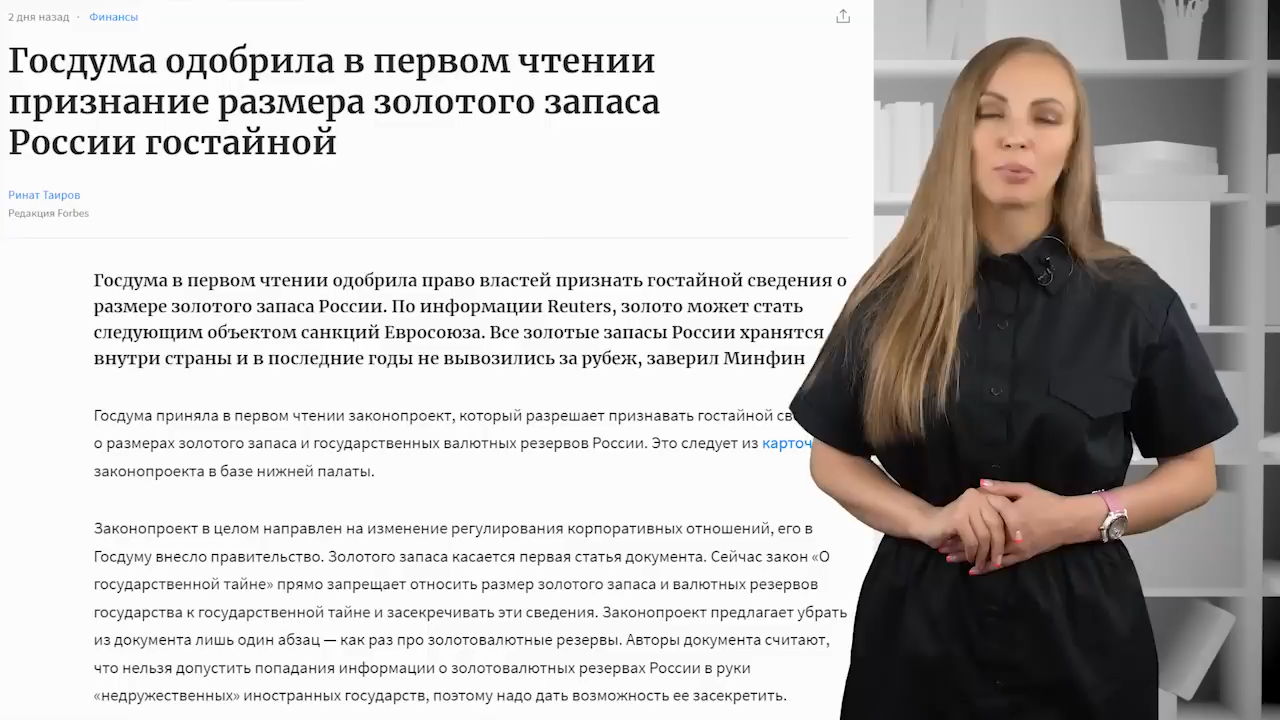 2 дня назад · Финансы
Госдума одобрила в первом чтении
признание размера золотого запаса
России гостайной
Ринат Таиров
Редакция Forbes
Госдума в первом чтении одобрила право властей признать гостайной сведения о
размере золотого запаса России. По информации Reuters, золото может стать
следующим объектом санкций Евросоюза. Все золотые запасы России хранятся
внутри страны и в последние годы не вывозились за рубеж, заверил Минфин
Госдума приняла в первом чтении законопроект, который разрешает признавать гостайной
о размерах золотого запаса и государственных валютных резервов России. Это следует из
законопроекта в базе нижней палаты.
Законопроект в целом направлен на изменение регулирования корпоративных отношений, его в
Госдуму внесло правительство. Золотого запаса касается первая статья документа. Сейчас закон «О
государственной тайне» прямо запрещает относить размер золотого запаса и валютных резервов
государства к государственной тайне и засекречивать эти сведения. Законопроект предлагает убрать
из документа лишь один абзац — как раз про золотовалютные резервы. Авторы документа считают,
что нельзя допустить попадания информации о золотовалютных резервах России в руки
«недружественных» иностранных государств, поэтому надо дать возможность ее засекретить.